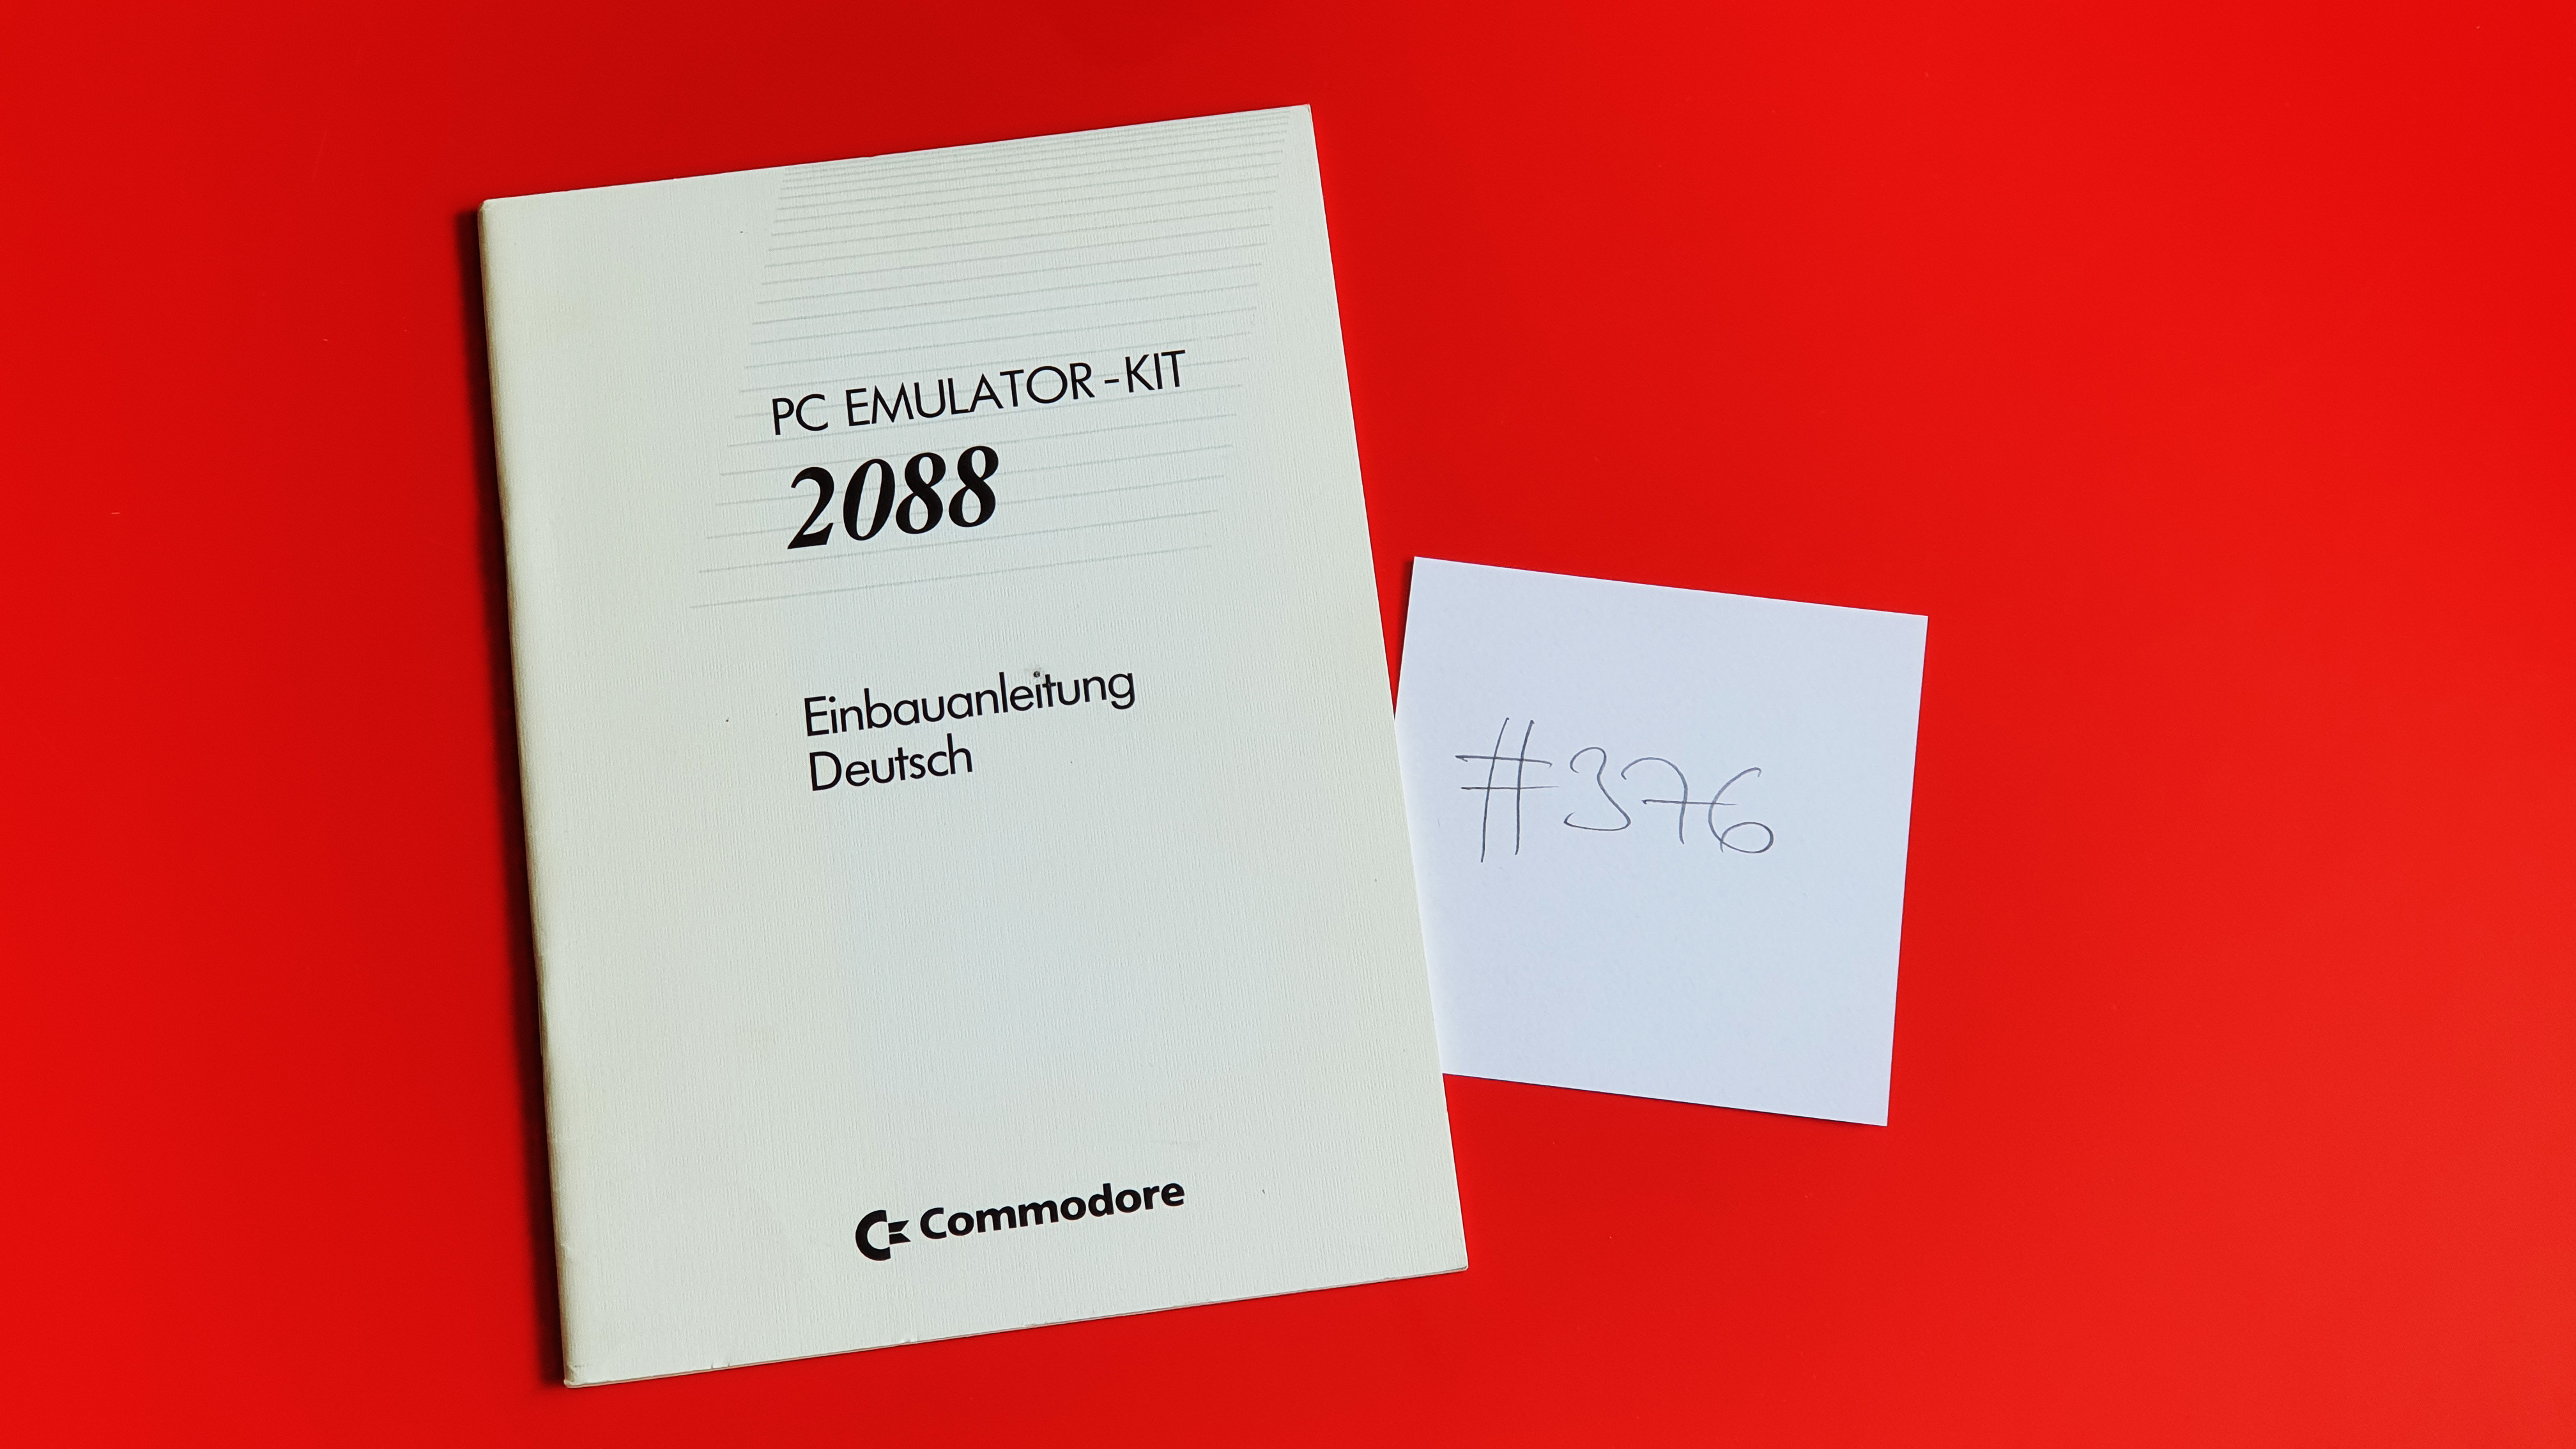 PC EMULATOR-KIT
2088
Einbauanleitung
Deutsch
Commodore
#376